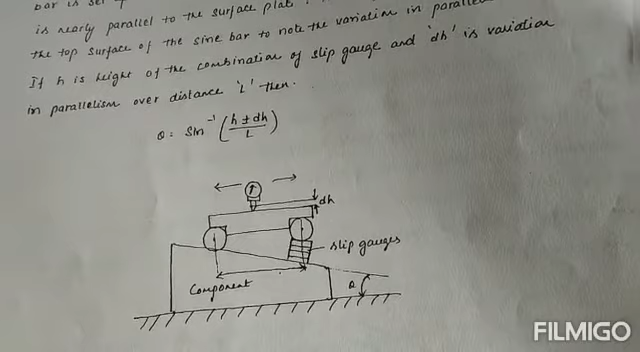 bar is set
is nearly parallel to the surface plate
the top surface of the sine bar to note the variation in
If h is height of the combination of slip gauge and 'dh' is variation
in parallelism over distance 'L' then.
θ = Sin⁻¹ (h ± dh / L)
dh
slip gauges
Component
θ
FILMIGO